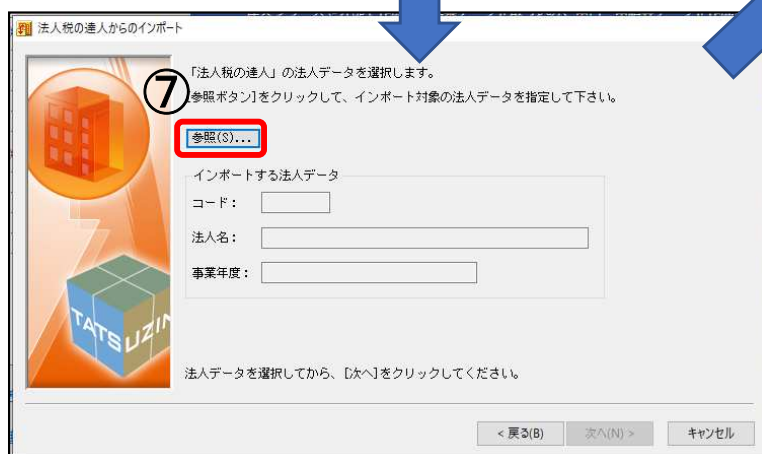 法人税の達人からのインポート
⑦
「法人税の達人」の法人データを選択します。
[参照ボタン]をクリックして、インポート対象の法人データを指定して下さい。
参照(S)...
インポートする法人データ
コード：
法人名：
事業年度：
TATSUZIN
法人データを選択してから、[次へ]をクリックしてください。
< 戻る(B)
次へ(N) >
キャンセル